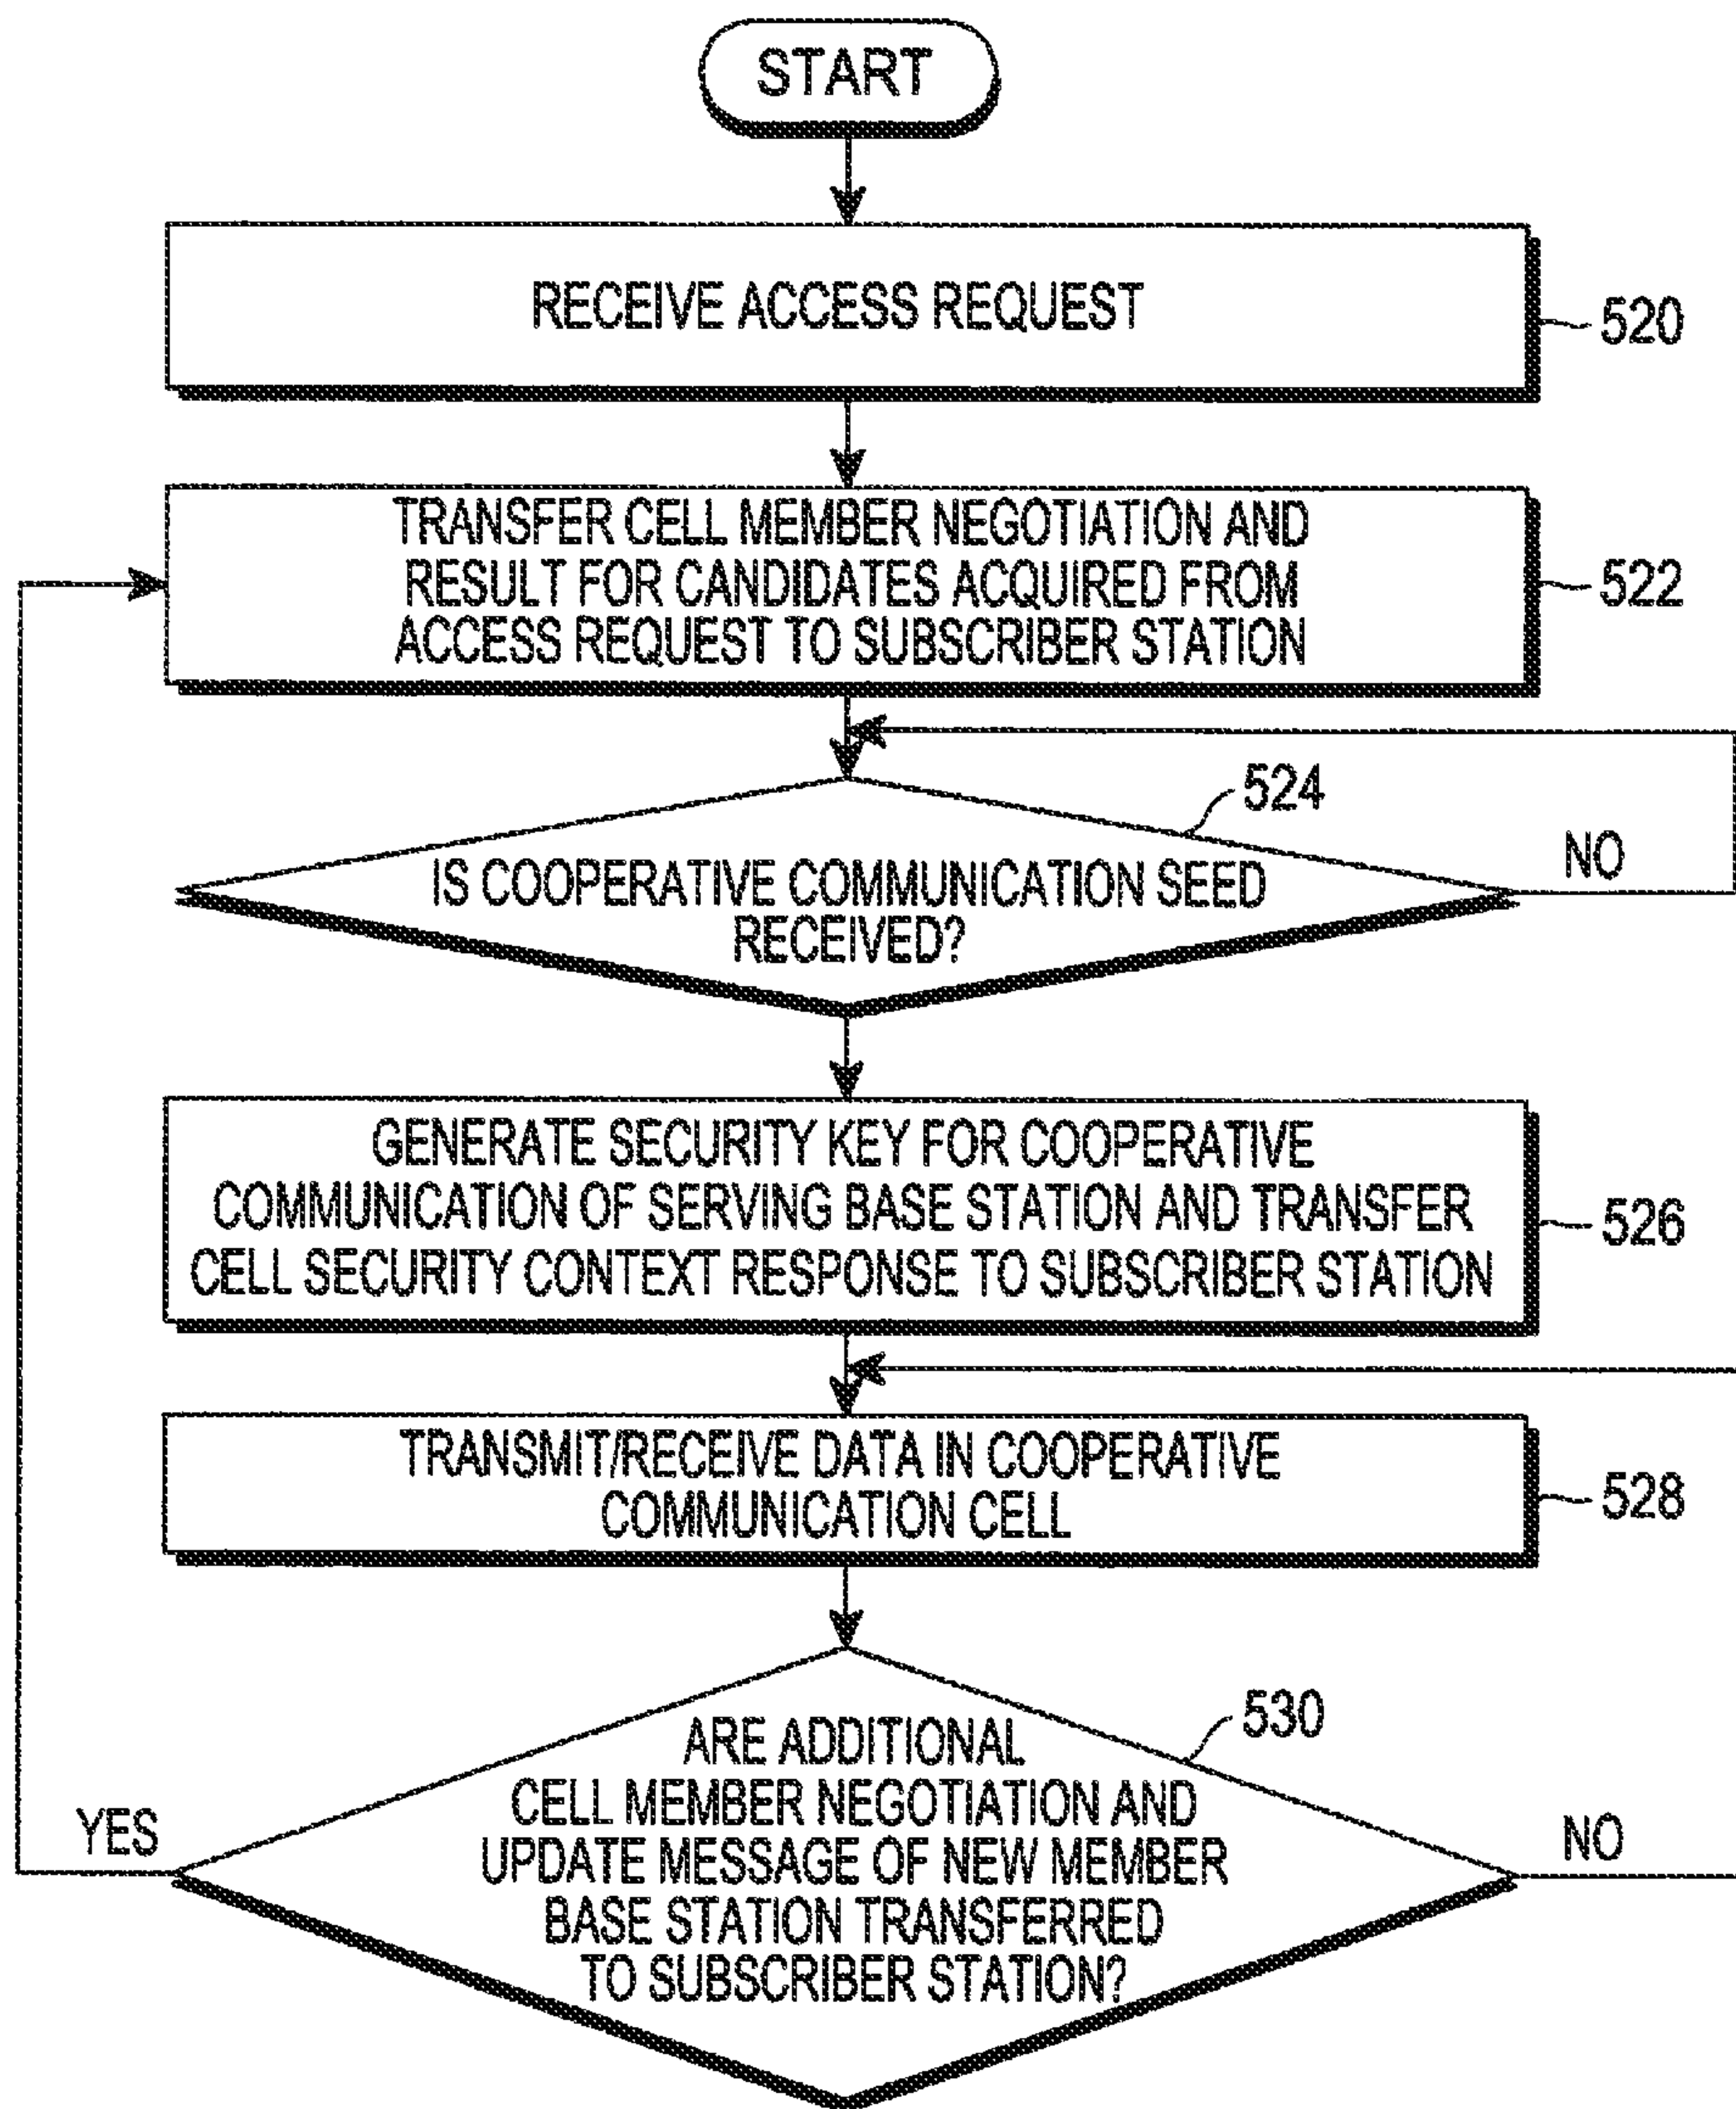 START
RECEIVE ACCESS REQUEST
520
TRANSFER CELL MEMBER NEGOTIATION AND
RESULT FOR CANDIDATES ACQUIRED FROM
ACCESS REQUEST TO SUBSCRIBER STATION
522
524
IS COOPERATIVE COMMUNICATION SEED
RECEIVED?
NO
GENERATE SECURITY KEY FOR COOPERATIVE
COMMUNICATION OF SERVING BASE STATION AND TRANSFER
CELL SECURITY CONTEXT RESPONSE TO SUBSCRIBER STATION
526
TRANSMIT/RECEIVE DATA IN COOPERATIVE
COMMUNICATION CELL
528
530
ARE ADDITIONAL
CELL MEMBER NEGOTIATION AND
UPDATE MESSAGE OF NEW MEMBER
BASE STATION TRANSFERRED
TO SUBSCRIBER STATION?
YES
NO